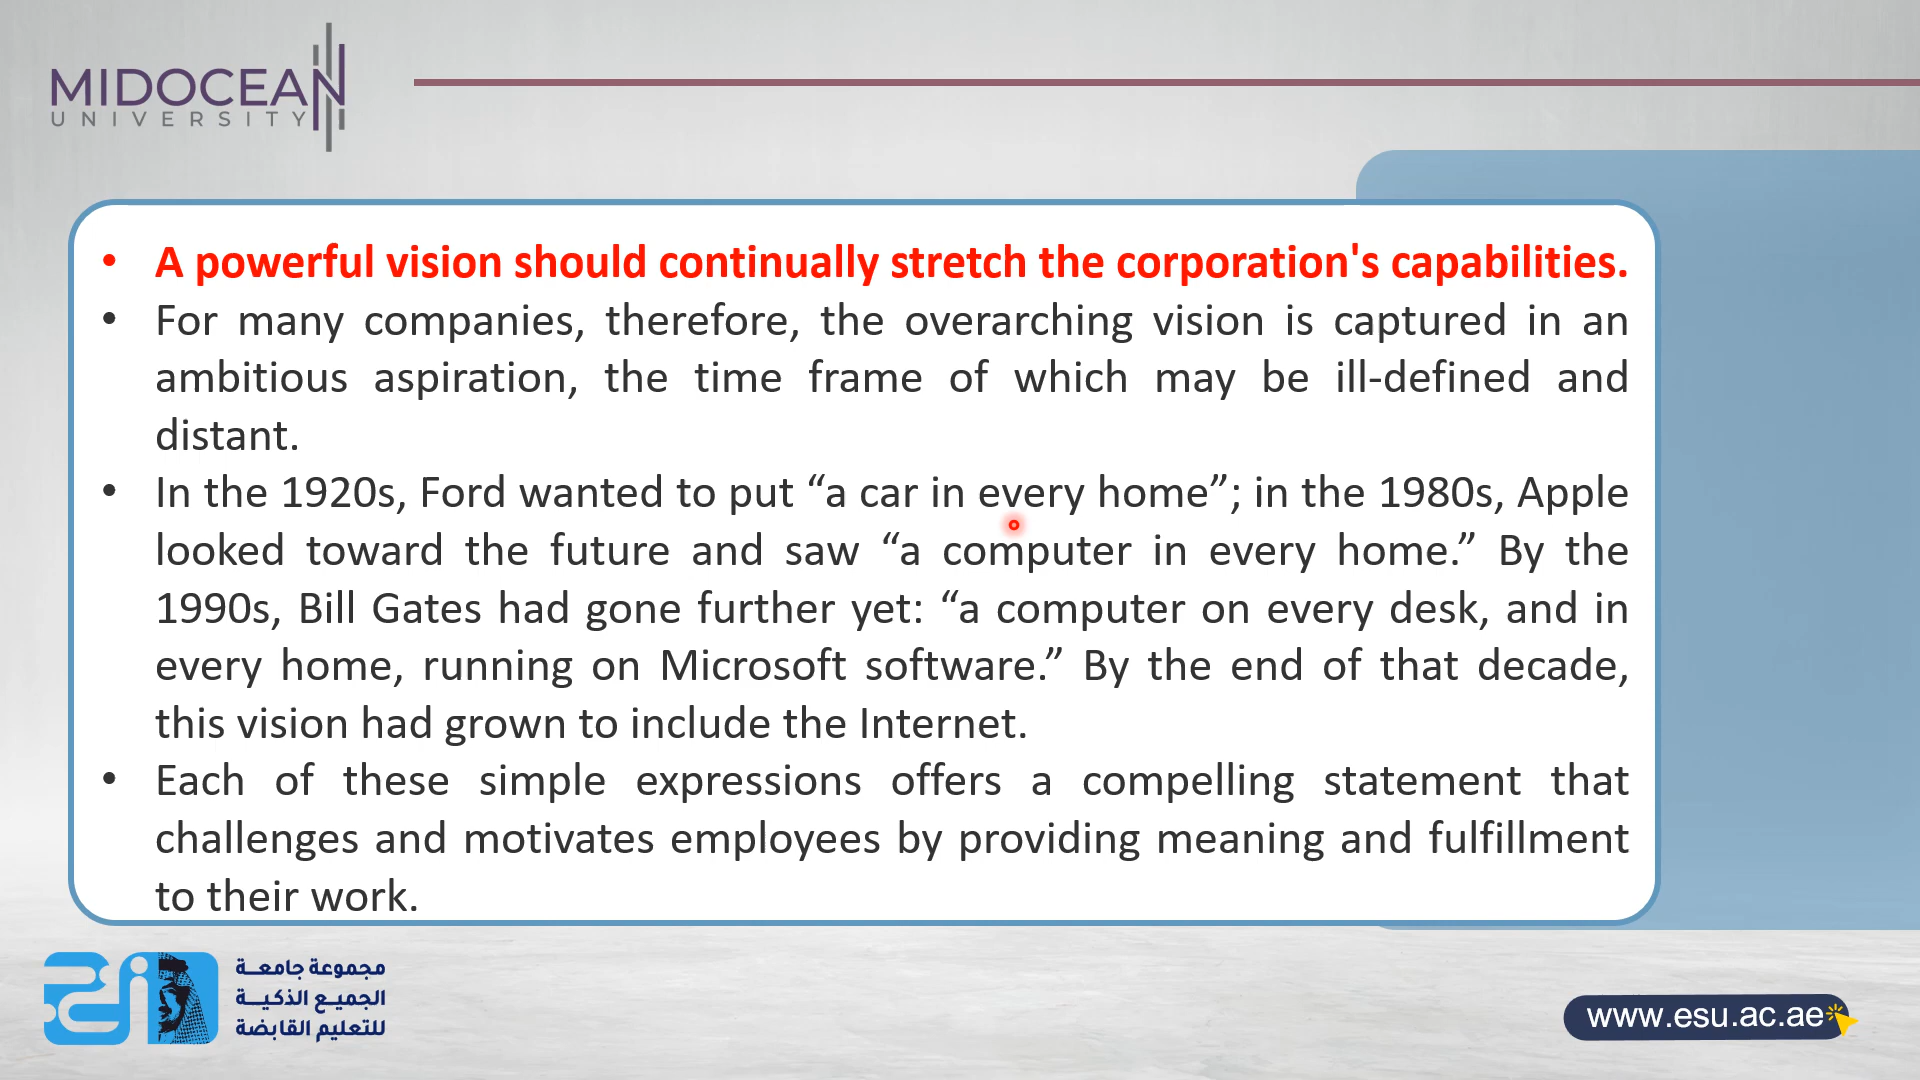 MIDOCEAN
UNIVERSITY
• A powerful vision should continually stretch the corporation's capabilities.
• For many companies, therefore, the overarching vision is captured in an
ambitious aspiration, the time frame of which may be ill-defined and
distant.
• In the 1920s, Ford wanted to put “a car in every home”; in the 1980s, Apple
looked toward the future and saw “a computer in every home.” By the
1990s, Bill Gates had gone further yet: “a computer on every desk, and in
every home, running on Microsoft software.” By the end of that decade,
this vision had grown to include the Internet.
• Each of these simple expressions offers a compelling statement that
challenges and motivates employees by providing meaning and fulfillment
to their work.
مجموعة جامعة
الجميع الذكية
للتعليم القابضة
www.esu.ac.ae